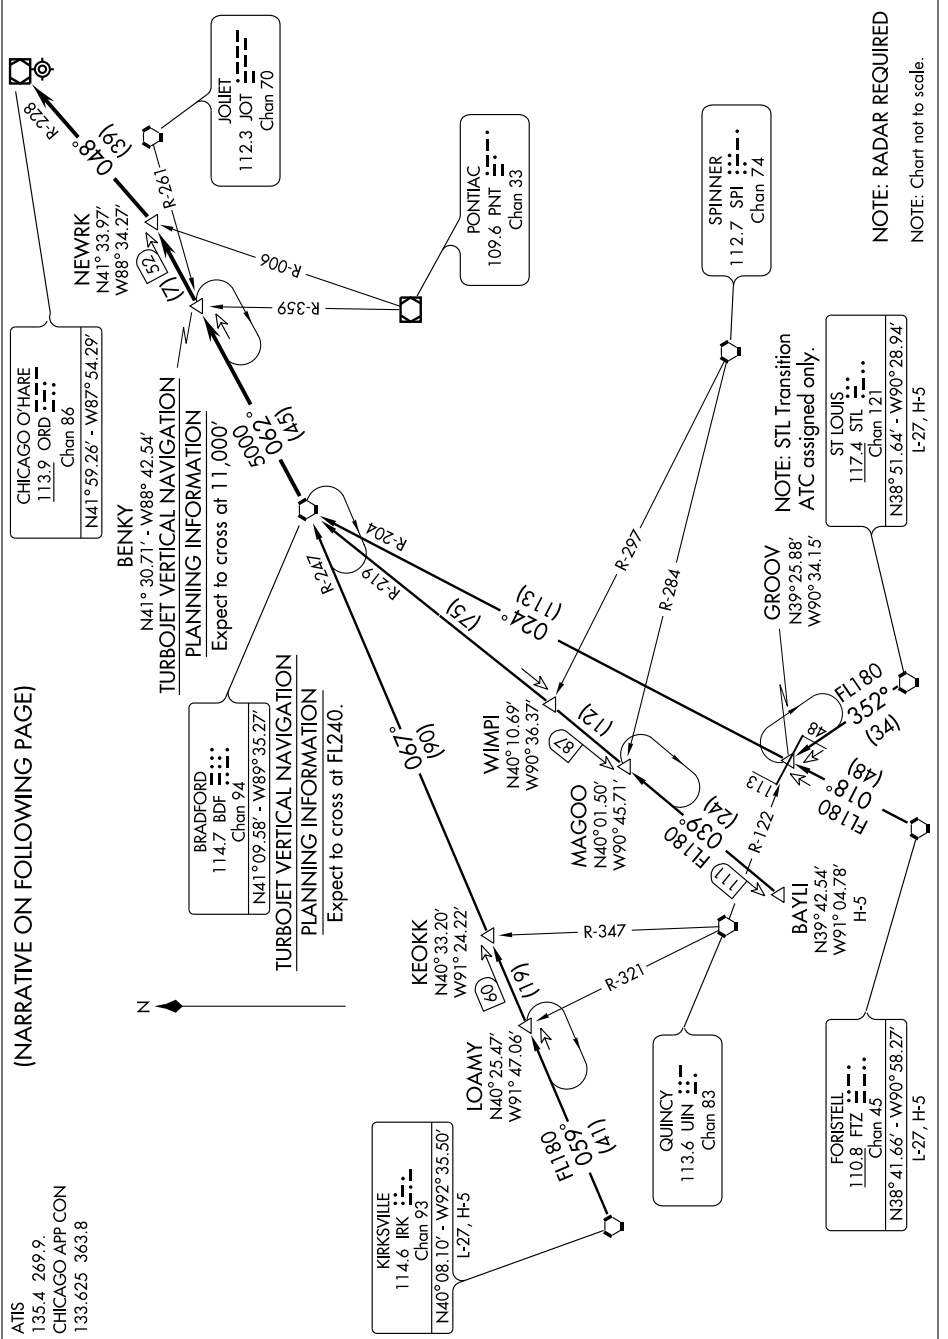 (NARRATIVE ON FOLLOWING PAGE)
ATIS
135.4 269.9.
CHICAGO APP CON
133.625 363.8
CHICAGO O'HARE
113.9 ORD
Chan 86
N41°59.26' - W87°54.29'
R-228
048°
(39)
JOLIET
112.3 JOT
Chan 70
R-261
NEWRK
N41°33.97'
W88°34.27'
52
(7)
R-006
R-359
PONTIAC
109.6 PNT
Chan 33
BENKY
N41°30.71' - W88°42.54'
TURBOJET VERTICAL NAVIGATION
PLANNING INFORMATION
Expect to cross at 11,000'
5000
062°
(45)
BRADFORD
114.7 BDF
Chan 94
N41°09.58' - W89°35.27'
TURBOJET VERTICAL NAVIGATION
PLANNING INFORMATION
Expect to cross at FL240.
R-247
R-219
R-204
N
067°
(90)
(75)
024°
(113)
SPINNER
112.7 SPI
Chan 74
R-297
R-284
WIMPI
N40°10.69'
W90°36.37'
(12)
87
MAGOO
N40°01.50'
W90°45.71'
FL180
039°
(24)
111
BAYLI
N39°42.54'
W91°04.78'
H-5
KEOKK
N40°33.20'
W91°24.22'
60
(19)
LOAMY
N40°25.47'
W91°47.06'
FL180
059°
(41)
KIRKSVILLE
114.6 IRK
Chan 93
N40°08.10' - W92°35.50'
L-27, H-5
R-347
R-321
QUINCY
113.6 UIN
Chan 83
R-122
113
48
GROOV
N39°25.88'
W90°34.15'
FL180
352°
(34)
FL180
018°
(48)
FORISTELL
110.8 FTZ
Chan 45
N38°41.66' - W90°58.27'
L-27, H-5
NOTE: STL Transition
ATC assigned only.
ST LOUIS
117.4 STL
Chan 121
N38°51.64' - W90°28.94'
L-27, H-5
NOTE: RADAR REQUIRED
NOTE: Chart not to scale.